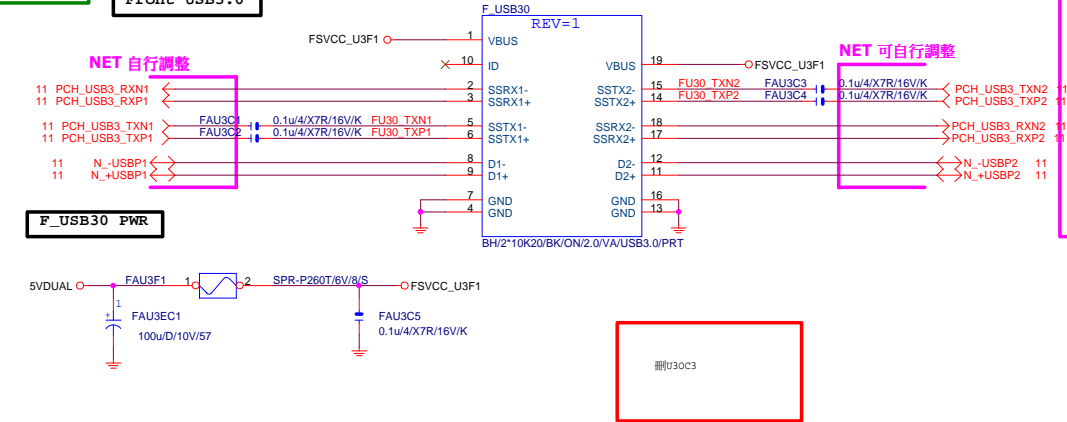 Front USB3.0
F_USB30
REV=1
FSVCC_U3F1
1
VBUS
NET 自行調整
NET 可自行調整
10
ID
VBUS
19
FSVCC_U3F1
11 PCH_USB3_RXN1
2
SSRX1-
SSTX2-
15
FU30_TXN2
FAU3C3
0.1u/4/X7R/16V/K
PCH_USB3_TXN2 11
11 PCH_USB3_RXP1
3
SSRX1+
SSTX2+
14
FU30_TXP2
FAU3C4
0.1u/4/X7R/16V/K
PCH_USB3_TXP2 11
11 PCH_USB3_TXN1
FAU3C1
0.1u/4/X7R/16V/K
FU30_TXN1
5
SSTX1-
SSRX2-
18
PCH_USB3_RXN2 11
11 PCH_USB3_TXP1
FAU3C2
0.1u/4/X7R/16V/K
FU30_TXP1
6
SSTX1+
SSRX2+
17
PCH_USB3_RXP2 11
11 N_-USBP1
8
D1-
D2-
12
N_-USBP2 11
11 N_+USBP1
9
D1+
D2+
11
N_+USBP2 11
7
GND
GND
16
4
GND
GND
13
F_USB30 PWR
BH/2*10K20/BK/ON/2.0/VA/USB3.0/PRT
5VDUAL
FAU3F1
1
2
SPR-P260T/6V/8/S
FSVCC_U3F1
1
+
FAU3EC1
100u/D/10V/57
FAU3C5
0.1u/4/X7R/16V/K
刪U3OC3